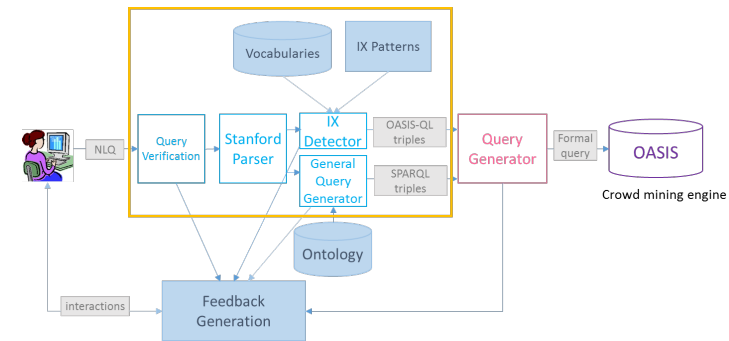 Vocabularies
IX Patterns
NLQ
Query
Verification
Stanford
Parser
IX
Detector
OASIS-QL
triples
General
Query
Generator
SPARQL
triples
Query
Generator
Formal
query
OASIS
Crowd mining engine
Ontology
interactions
Feedback
Generation